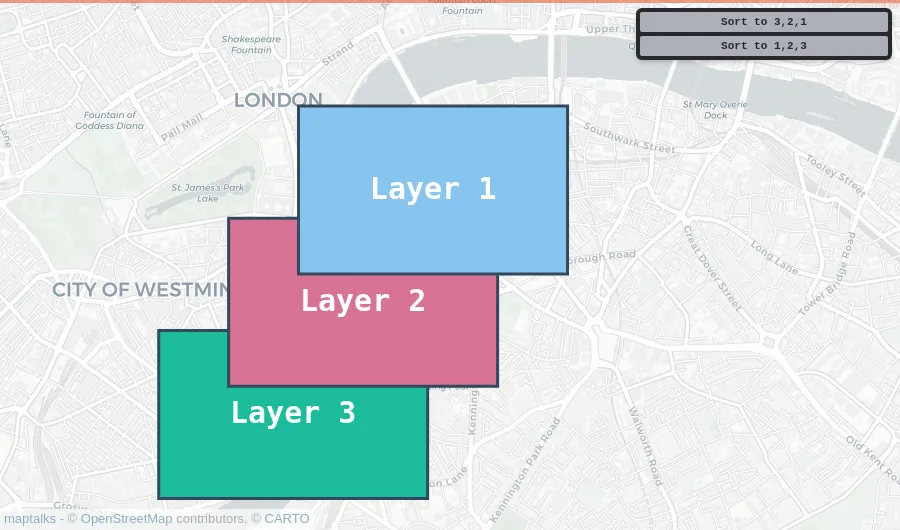 Fountain
Upper Th
Sort to 3,2,1
Sort to 1,2,3
Shakespeare
Fountain
Strand
LONDON
St Mary Overie
Dock
Fountain of
Goddess Diana
Pall Mall
Lane
Southwark Street
Tooley Street
Layer 1
St. James's Park
Lake
Great Dover Street
Long Lane
Tower Bridge Road
orough Road
CITY OF WESTMIN
Layer 2
Layer 3
Kenning
Walworth Road
Kennington Park Road
on Lane
Old Kent Ro
Grosve
maptalks - © OpenStreetMap contributors, © CARTO